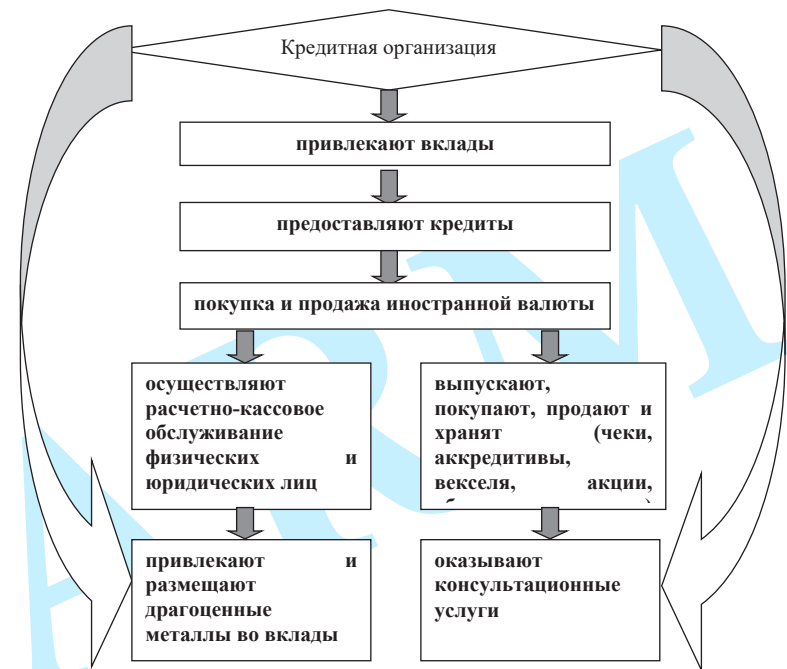 Кредитная организация
привлекают вклады
предоставляют кредиты
покупка и продажа иностранной валюты
осуществляют
расчетно-кассовое
обслуживание
физических и
юридических лиц
выпускают,
покупают, продают и
хранят (чеки,
аккредитивы,
векселя, акции,
привлекают и
размещают
драгоценные
металлы во вклады
оказывают
консультационные
услуги